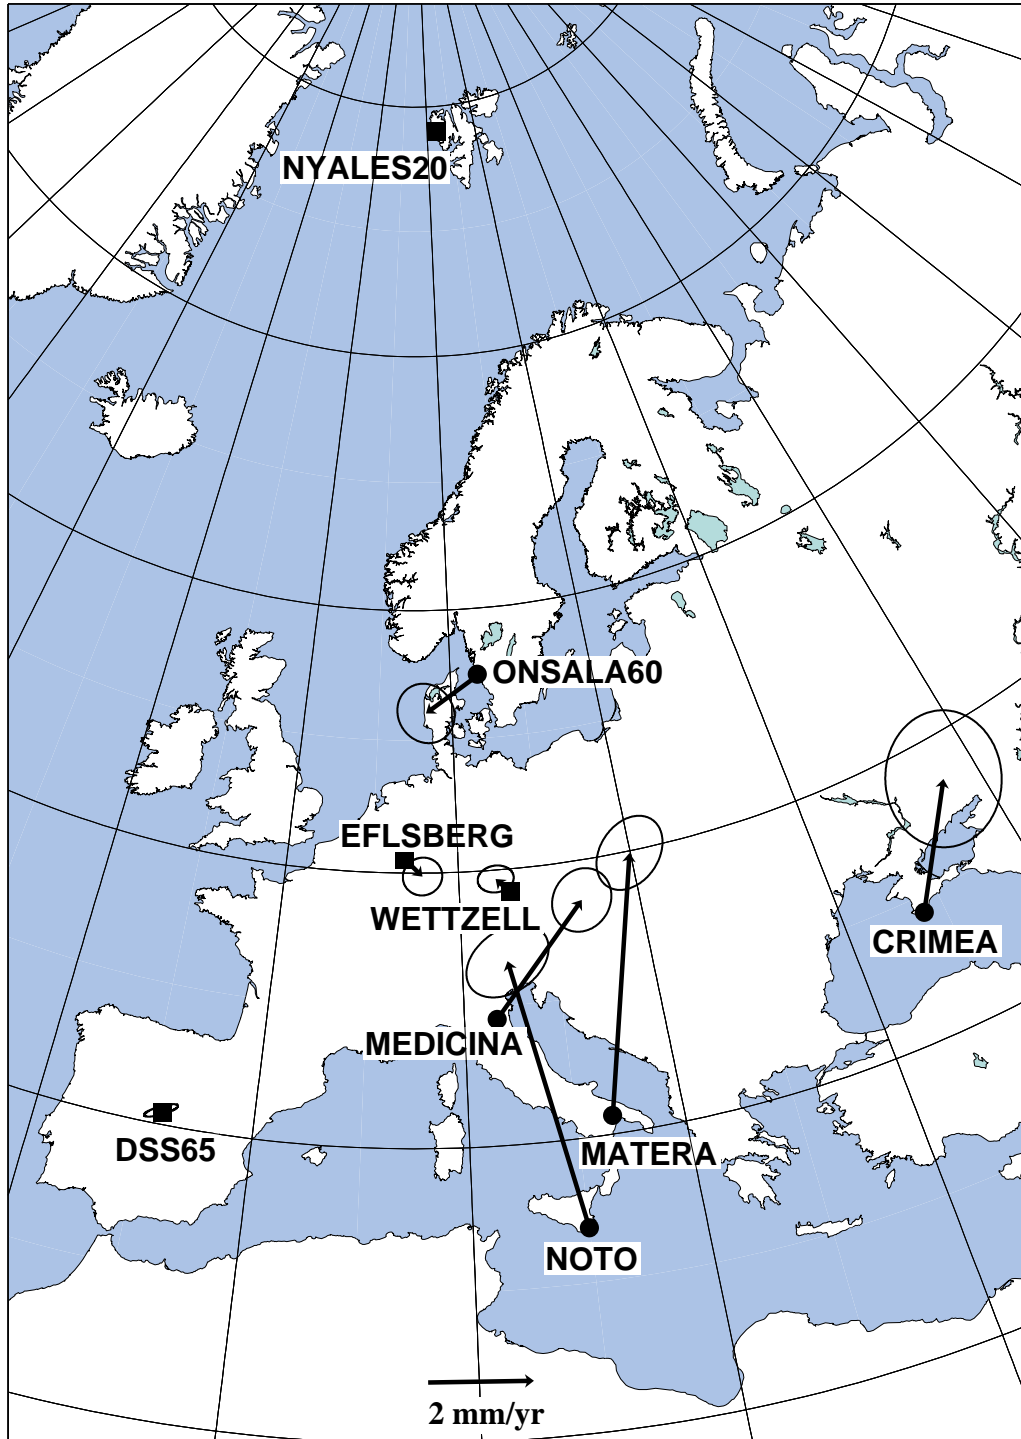 NYALES20
ONSALA60
EFLSBERG
WETTZELL
CRIMEA
MEDICINA
DSS65
MATERA
NOTO
2 mm/yr